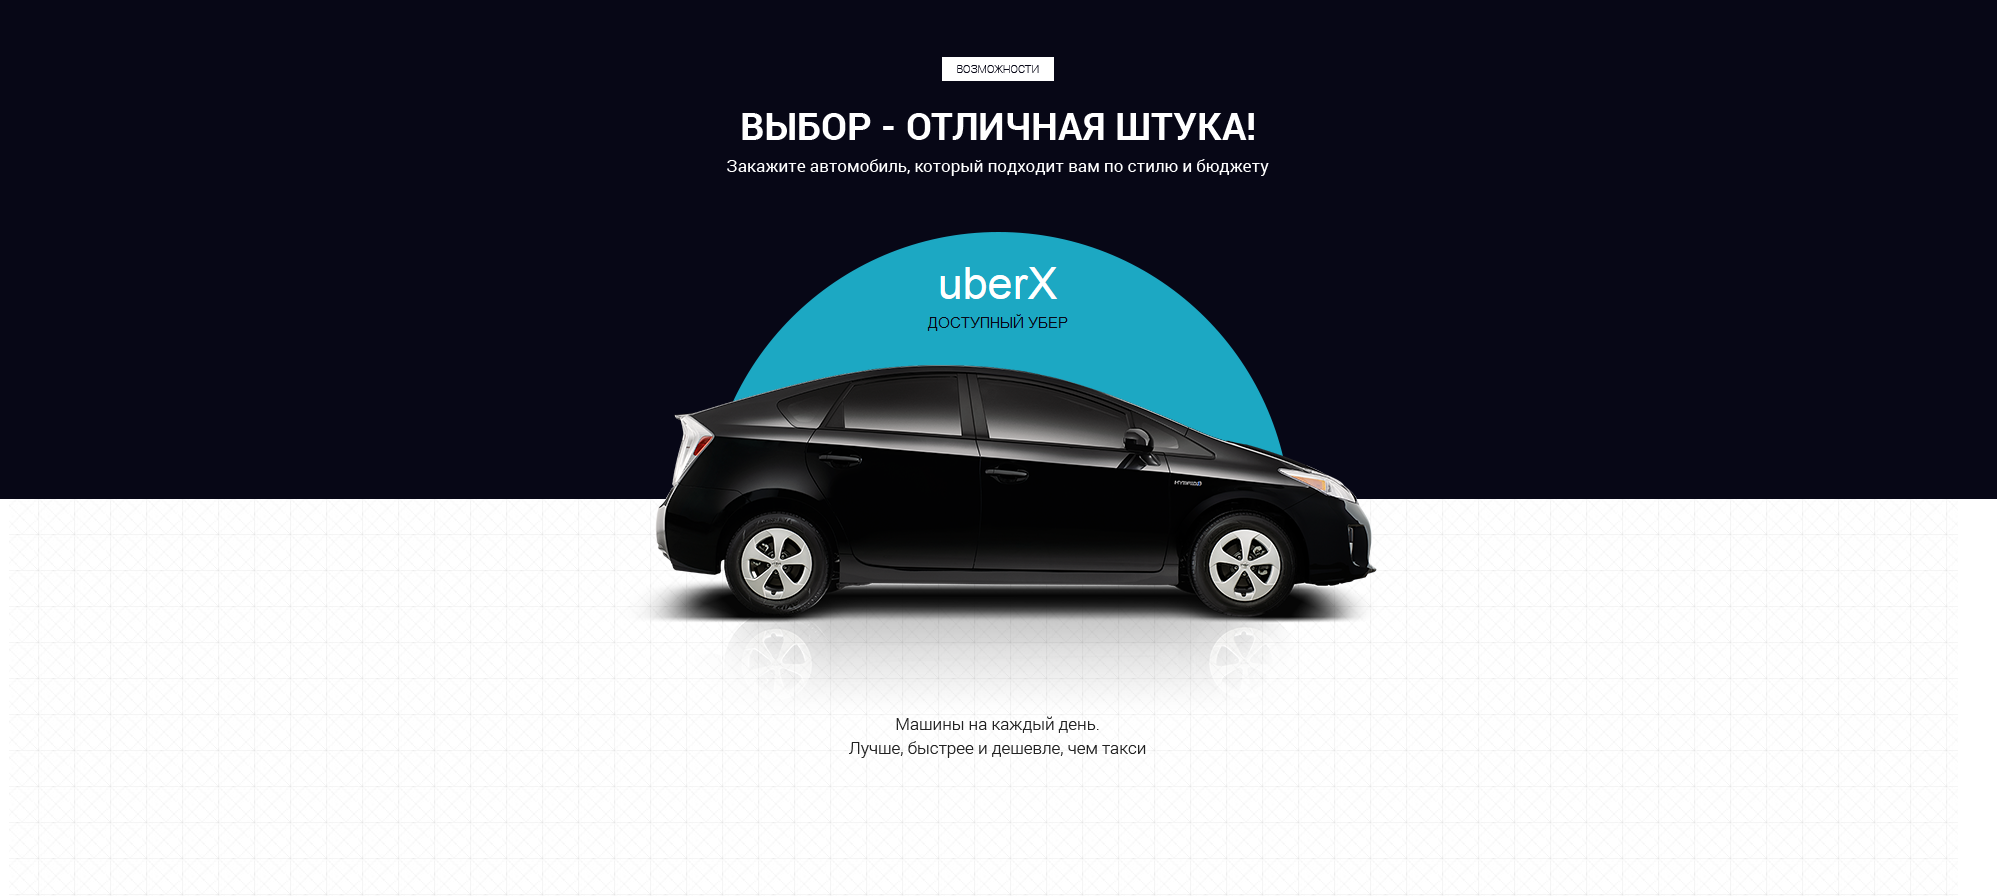 ВОЗМОЖНОСТИ
ВЫБОР - ОТЛИЧНАЯ ШТУКА!
Закажите автомобиль, который подходит вам по стилю и бюджету
uberX
ДОСТУПНЫЙ УБЕР
HYBRID
Машины на каждый день.
Лучше, быстрее и дешевле, чем такси